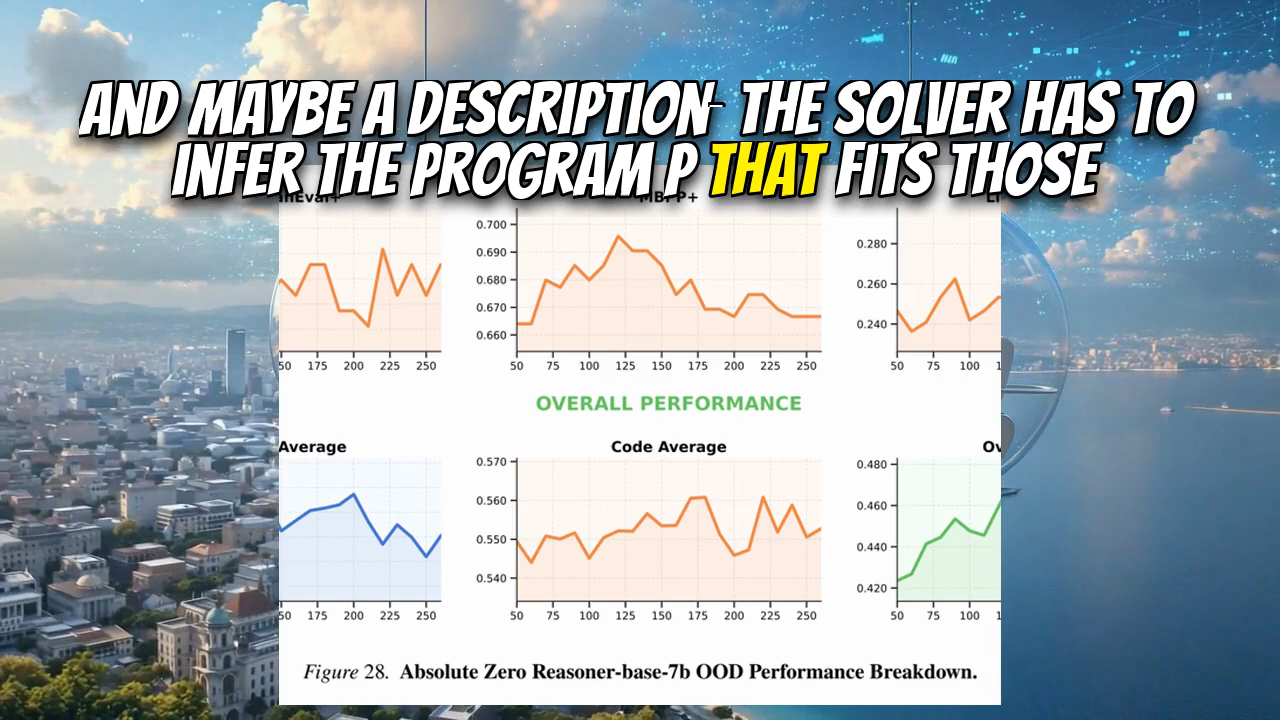 AND MAYBE A DESCRIPTION- THE SOLVER HAS TO
INFER THE PROGRAM P THAT FITS THOSE
MBPP+
0.700
0.690
0.680
0.670
0.660
50 75 100 125 150 175 200 225 250
0.280
0.260
0.240
50 75
175 200 225 250
OVERALL PERFORMANCE
Average
Code Average
0.570
0.560
0.550
0.540
50 75 100 125 150 175 200 225 250
0.480
0.460
0.440
0.420
50 75
175 200 225 250
Figure 28. Absolute Zero Reasoner-base-7b OOD Performance Breakdown.